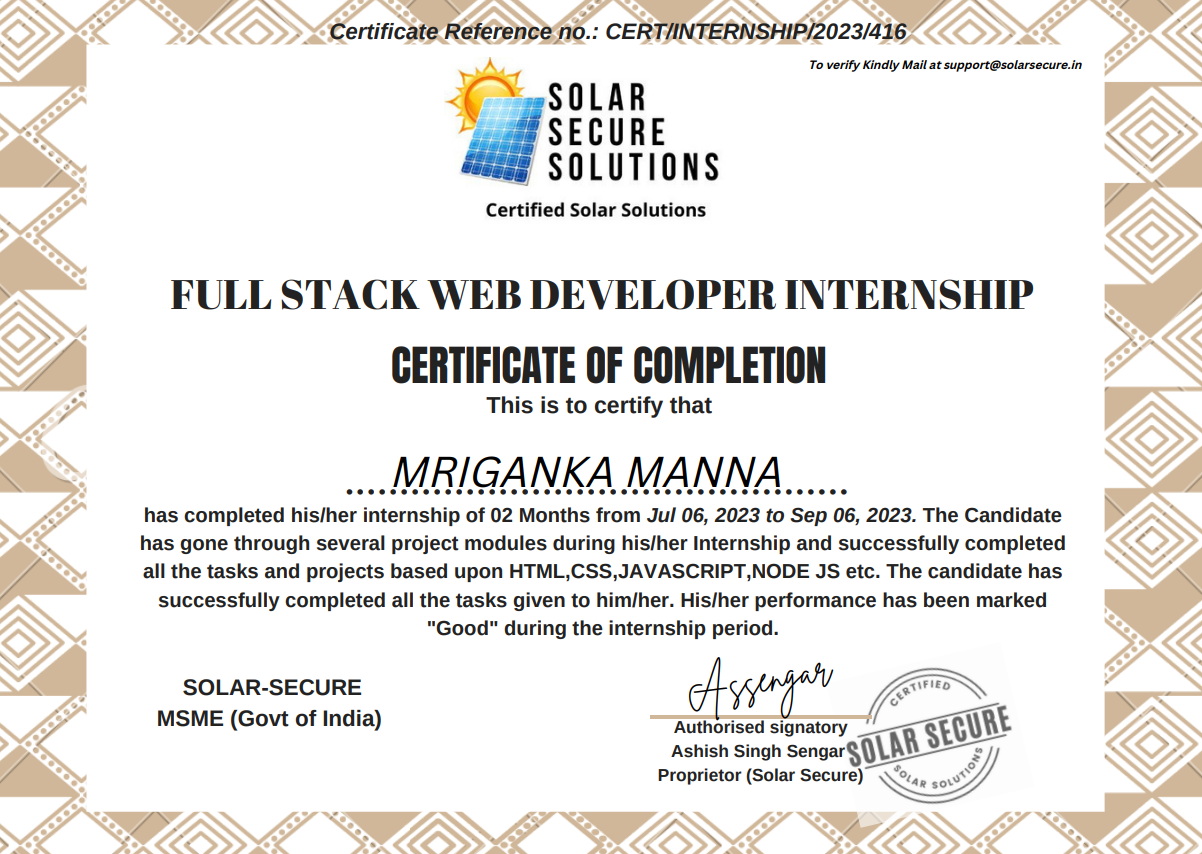 Certificate Reference no.: CERT/INTERNSHIP/2023/416
To verify Kindly Mail at support@solarsecure.in
SOLAR
SECURE
SOLUTIONS
Certified Solar Solutions
FULL STACK WEB DEVELOPER INTERNSHIP
CERTIFICATE OF COMPLETION
This is to certify that
MRIGANKA MANNA
has completed his/her internship of 02 Months from Jul 06, 2023 to Sep 06, 2023. The Candidate
has gone through several project modules during his/her Internship and successfully completed
all the tasks and projects based upon HTML,CSS,JAVASCRIPT,NODE JS etc. The candidate has
successfully completed all the tasks given to him/her. His/her performance has been marked
"Good" during the internship period.
SOLAR-SECURE
MSME (Govt of India)
Assengar
Authorised signatory
Ashish Singh Sengar
Proprietor (Solar Secure)
CERTIFIED
SOLAR SECURE
SOLAR SOLUTIONS